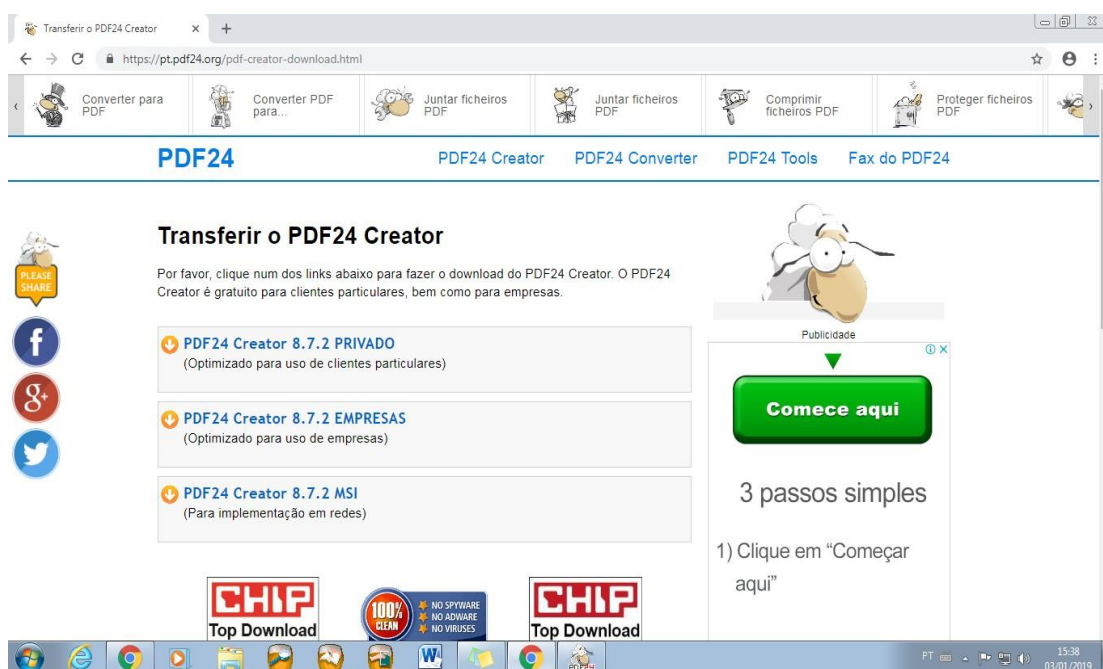 Transferir o PDF24 Creator
https://pt.pdf24.org/pdf-creator-download.html
Converter para
PDF
Converter PDF
para...
Juntar ficheiros
PDF
Juntar ficheiros
PDF
Comprimir
ficheiros PDF
Proteger ficheiros
PDF
PDF24
PDF24 Creator
PDF24 Converter
PDF24 Tools
Fax do PDF24
PLEASE
SHARE
f
g+
Transferir o PDF24 Creator
Por favor, clique num dos links abaixo para fazer o download do PDF24 Creator. O PDF24
Creator é gratuito para clientes particulares, bem como para empresas.
PDF24 Creator 8.7.2 PRIVADO
(Optimizado para uso de clientes particulares)
PDF24 Creator 8.7.2 EMPRESAS
(Optimizado para uso de empresas)
PDF24 Creator 8.7.2 MSI
(Para implementação em redes)
CHIP
Top Download
100%
CLEAN
NO SPYWARE
NO ADWARE
NO VIRUSES
CHIP
Top Download
Publicidade
Comece aqui
3 passos simples
1) Clique em “Começar
aqui”
W
PDF24
PT
15:38
03/01/2019